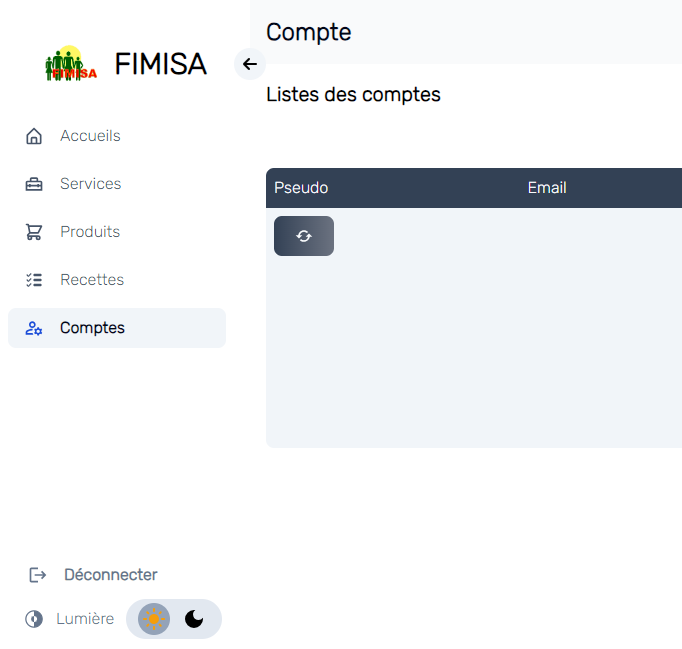 Compte
FIMISA
FIMISA
Listes des comptes
Accueils
Services
Produits
Recettes
Comptes
Pseudo Email
Déconnecter
Lumière